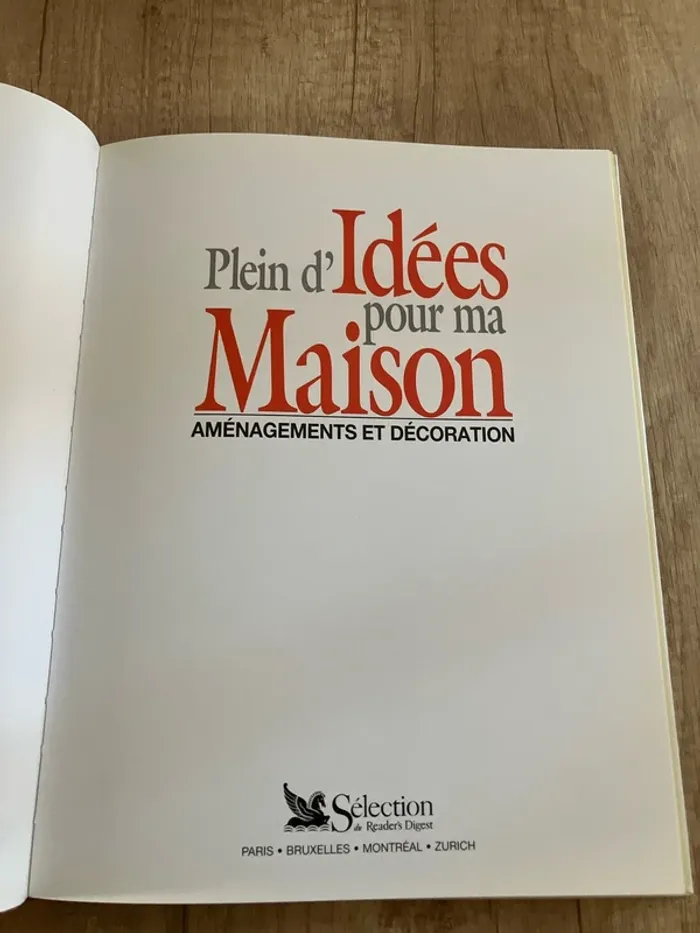 Plein d'Idées
pour ma
Maison
AMÉNAGEMENTS ET DÉCORATION
Sélection
du Reader's Digest
PARIS • BRUXELLES • MONTRÉAL • ZURICH